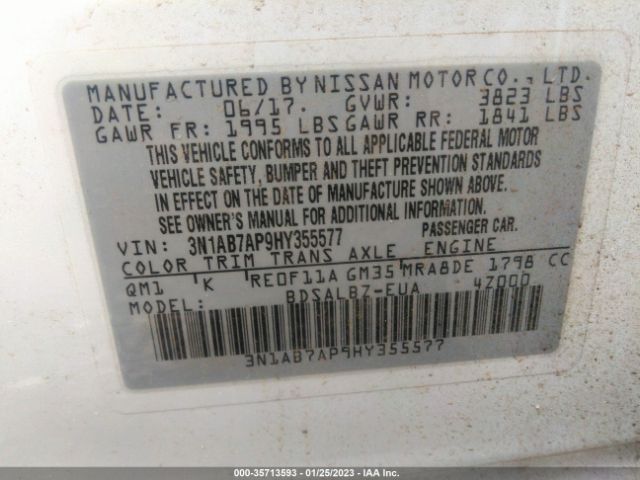 MANUFACTURED BY NISSAN MOTOR CO., LTD.
DATE: 06/17. GVWR: 3823 LBS
GAWR FR: 1995 LBS GAWR RR: 1841 LBS
THIS VEHICLE CONFORMS TO ALL APPLICABLE FEDERAL MOTOR
VEHICLE SAFETY, BUMPER AND THEFT PREVENTION STANDARDS
IN EFFECT ON THE DATE OF MANUFACTURE SHOWN ABOVE.
SEE OWNER'S MANUAL FOR ADDITIONAL INFORMATION.
VIN: 3N1AB7AP9HY355577 PASSENGER CAR.
COLOR TRIM TRANS AXLE ENGINE
QM1 K RE0F11A GM35 MRA8DE 1798 CC
MODEL: BDSALBZ-EUA 4Z000
3N1AB7AP9HY355577
000-35713593 - 01/25/2023 - IAA Inc.